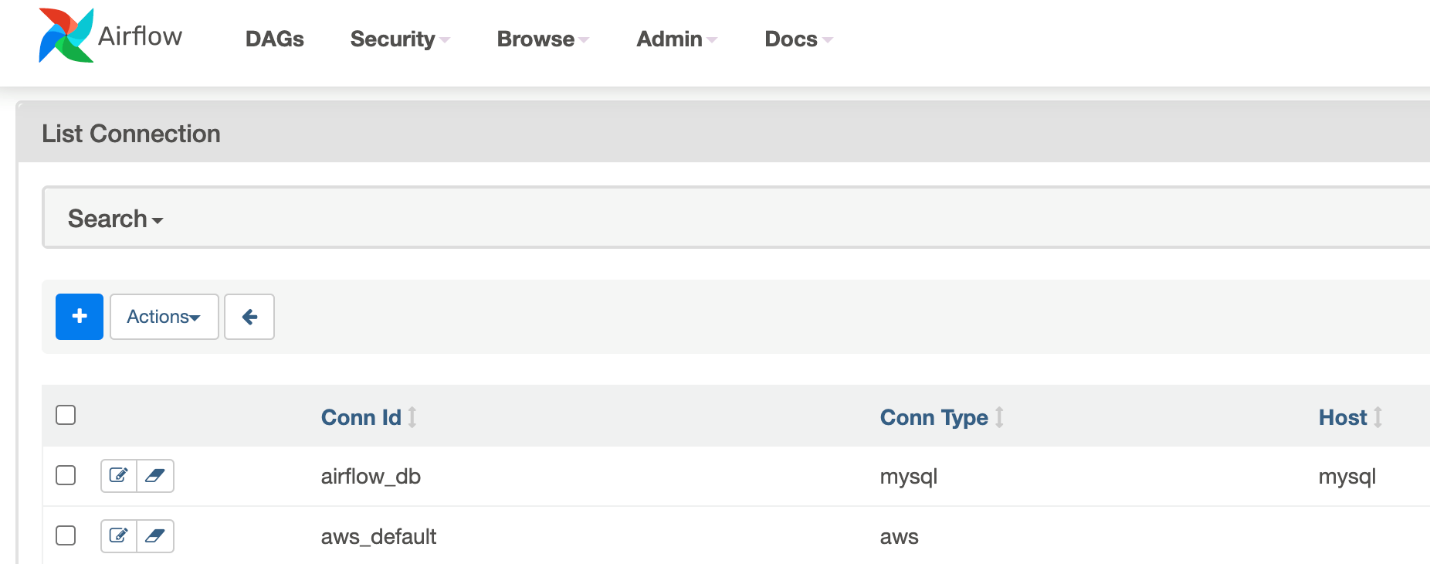 Airflow DAGs Security Browse Admin Docs
List Connection
Search
+ Actions
Conn Id Conn Type Host
airflow_db mysql mysql
aws_default aws